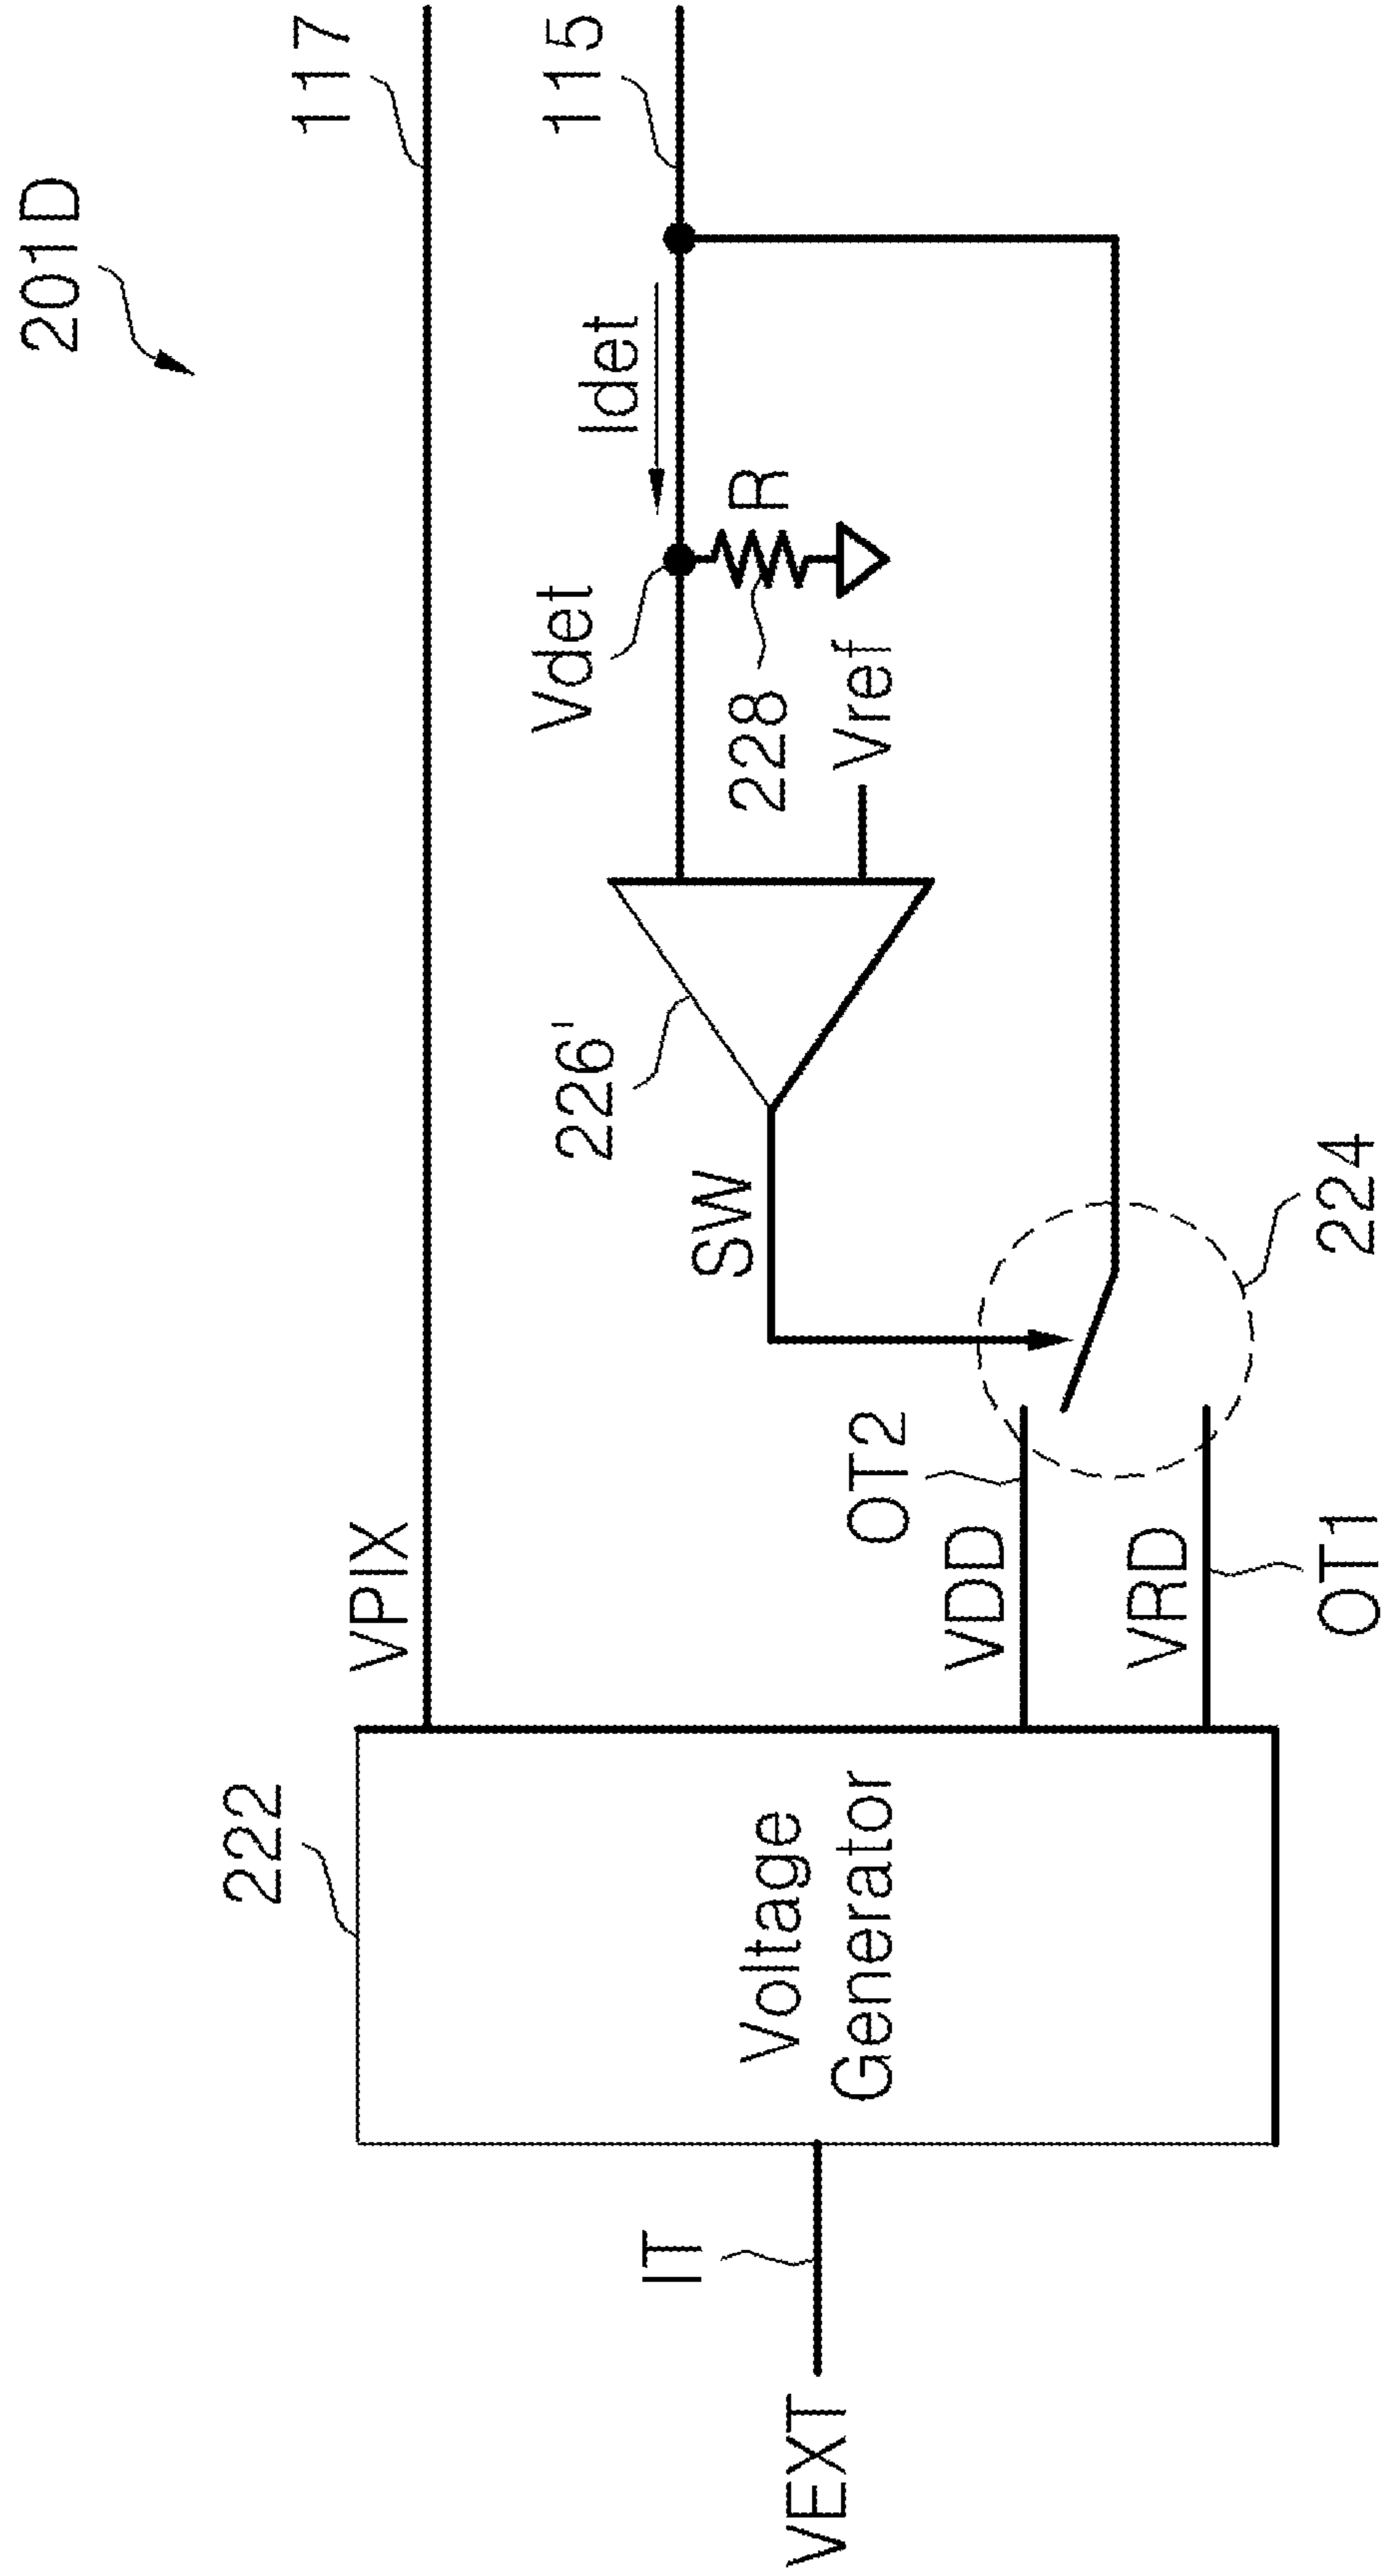 201D
222
VPIX
117
115
Idet
Vdet
R
228
Vref
226'
SW
OT2
VDD
VRD
OT1
224
Voltage
Generator
IT
VEXT